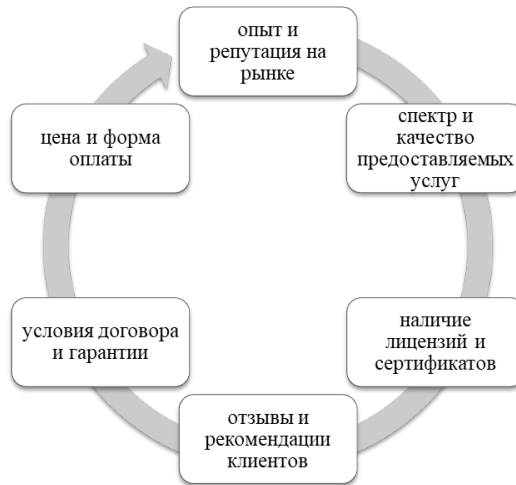 опыт и
репутация на
рынке
спектр и
качество
предоставляемых
услуг
наличие
лицензий и
сертификатов
отзывы и
рекомендации
клиентов
условия договора
и гарантии
цена и форма
оплаты